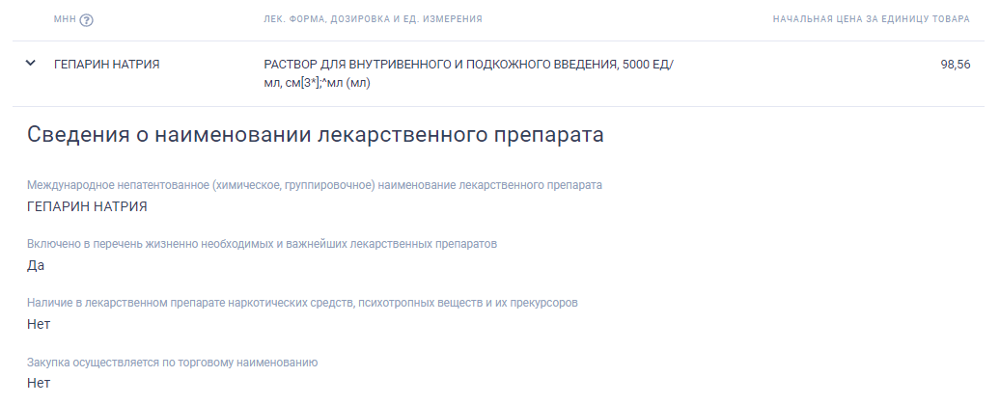 МНН ?
ЛЕК. ФОРМА, ДОЗИРОВКА И ЕД. ИЗМЕРЕНИЯ
НАЧАЛЬНАЯ ЦЕНА ЗА ЕДИНИЦУ ТОВАРА
ГЕПАРИН НАТРИЯ
РАСТВОР ДЛЯ ВНУТРИВЕННОГО И ПОДКОЖНОГО ВВЕДЕНИЯ, 5000 ЕД/
мл, см[3*];^мл (мл)
98,56
Сведения о наименовании лекарственного препарата
Международное непатентованное (химическое, группировочное) наименование лекарственного препарата
ГЕПАРИН НАТРИЯ
Включено в перечень жизненно необходимых и важнейших лекарственных препаратов
Да
Наличие в лекарственном препарате наркотических средств, психотропных веществ и их прекурсоров
Нет
Закупка осуществляется по торговому наименованию
Нет